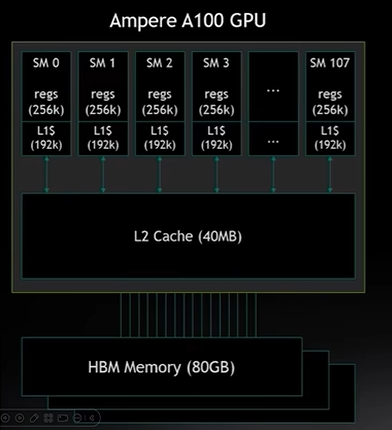 Ampere A100 GPU
SM 0
regs
(256k)
L1$
(192k)
SM 1
regs
(256k)
L1$
(192k)
SM 2
regs
(256k)
L1$
(192k)
SM 3
regs
(256k)
L1$
(192k)
...
...
SM 107
regs
(256k)
L1$
(192k)
L2 Cache (40MB)
HBM Memory (80GB)